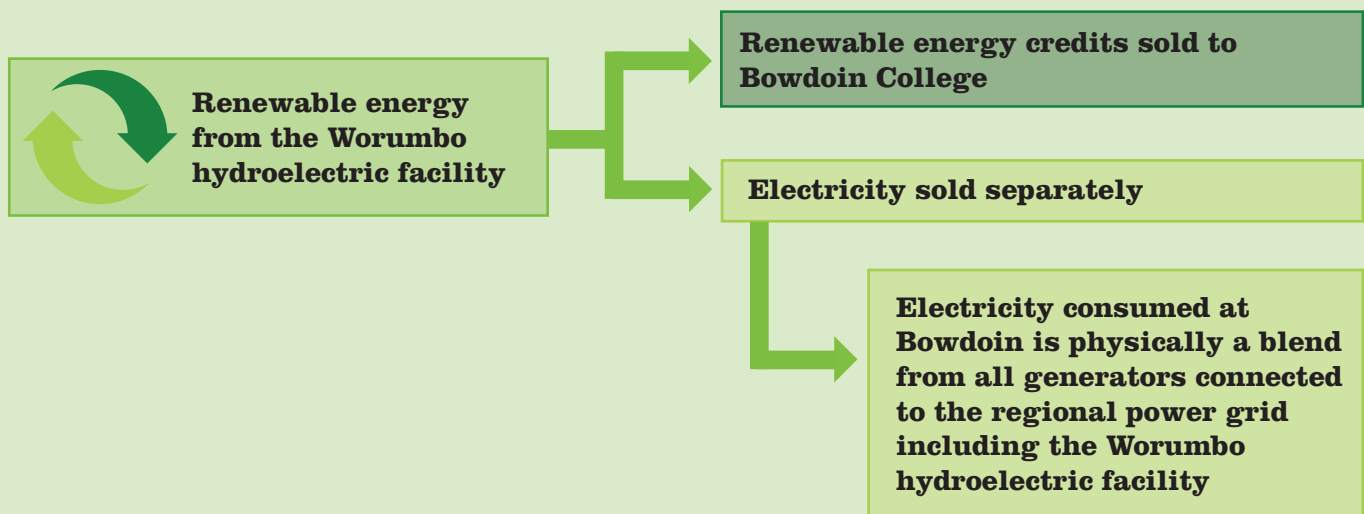 Renewable energy
from the Worumbo
hydroelectric facility
Renewable energy credits sold to
Bowdoin College
Electricity sold separately
Electricity consumed at
Bowdoin is physically a blend
from all generators connected
to the regional power grid
including the Worumbo
hydroelectric facility